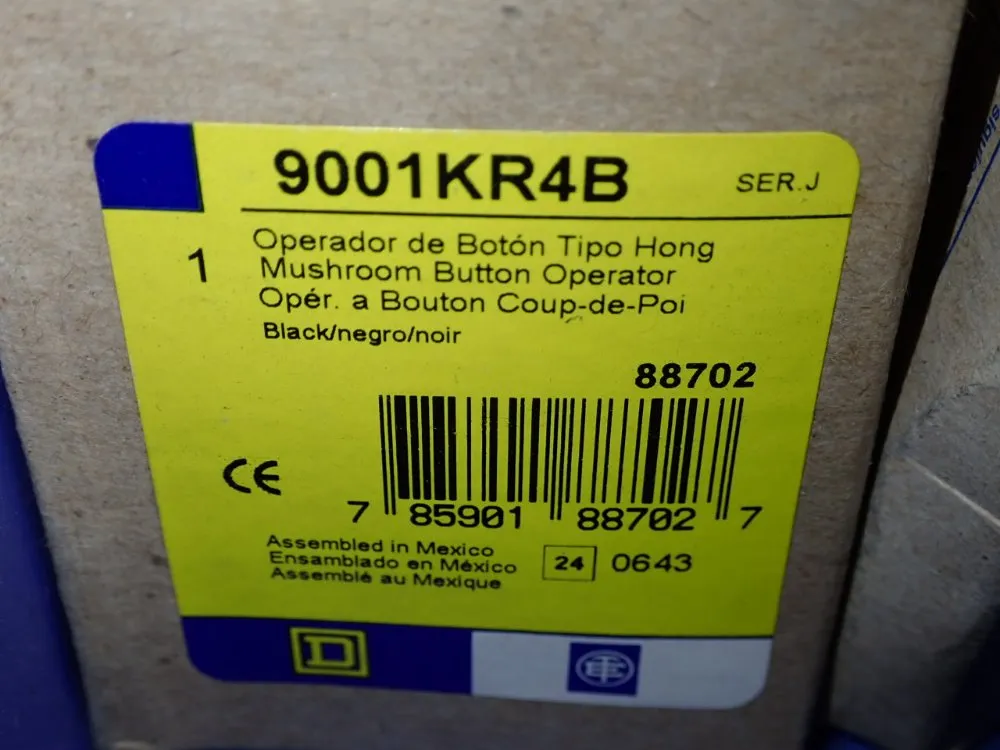 9001KR4B SER.J
1
Operador de Botón Tipo Hong
Mushroom Button Operator
Opér. a Bouton Coup-de-Poi
Black/negro/noir
88702
CE
7 85901 88702 7
Assembled in Mexico
Ensamblado en México
Assemblé au Mexique
24 0643
D